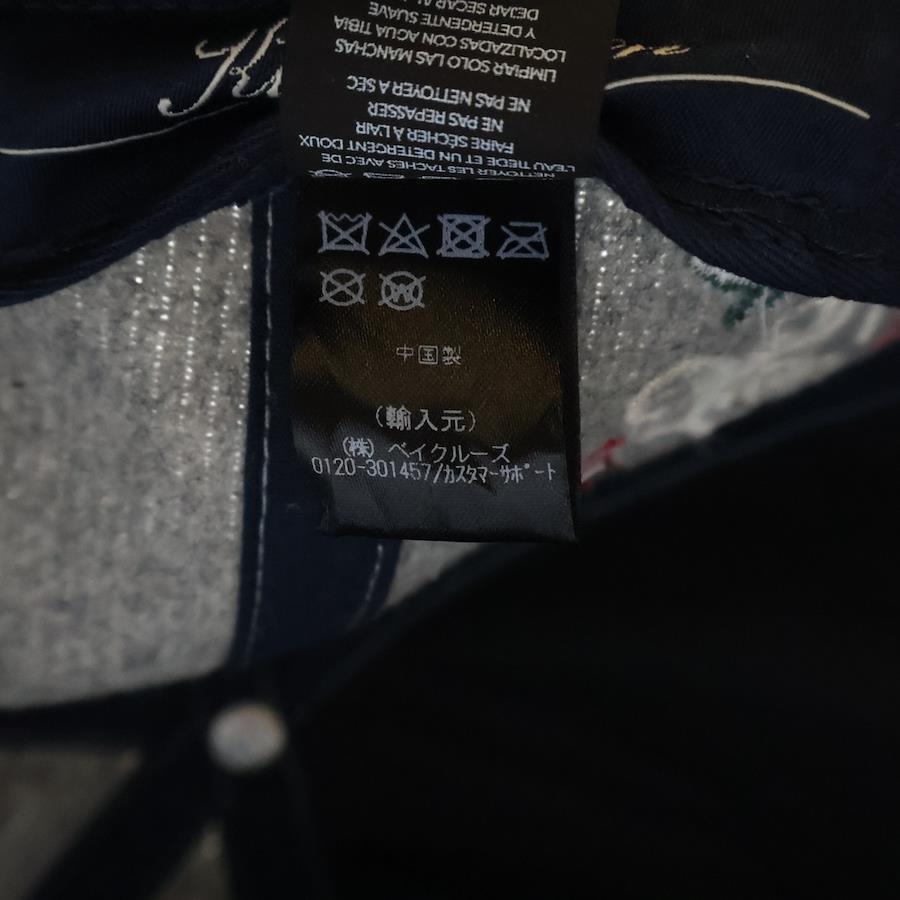 NETTOYER LES TACHES AVEC DE
L'EAU TIEDE ET UN DETERGENT DOUX
FAIRE SÉCHER À L'AIR
NE PAS REPASSER
NE PAS NETTOYER A SEC
LIMPIAR SOLO LAS MANCHAS
LOCALIZADAS CON AGUA TIBIA
Y DETERGENTE SUAVE
DEJAR SECAR AL
中国製
(輸入元)
(株) ベイクルーズ
0120-301457/カスタマーサポート